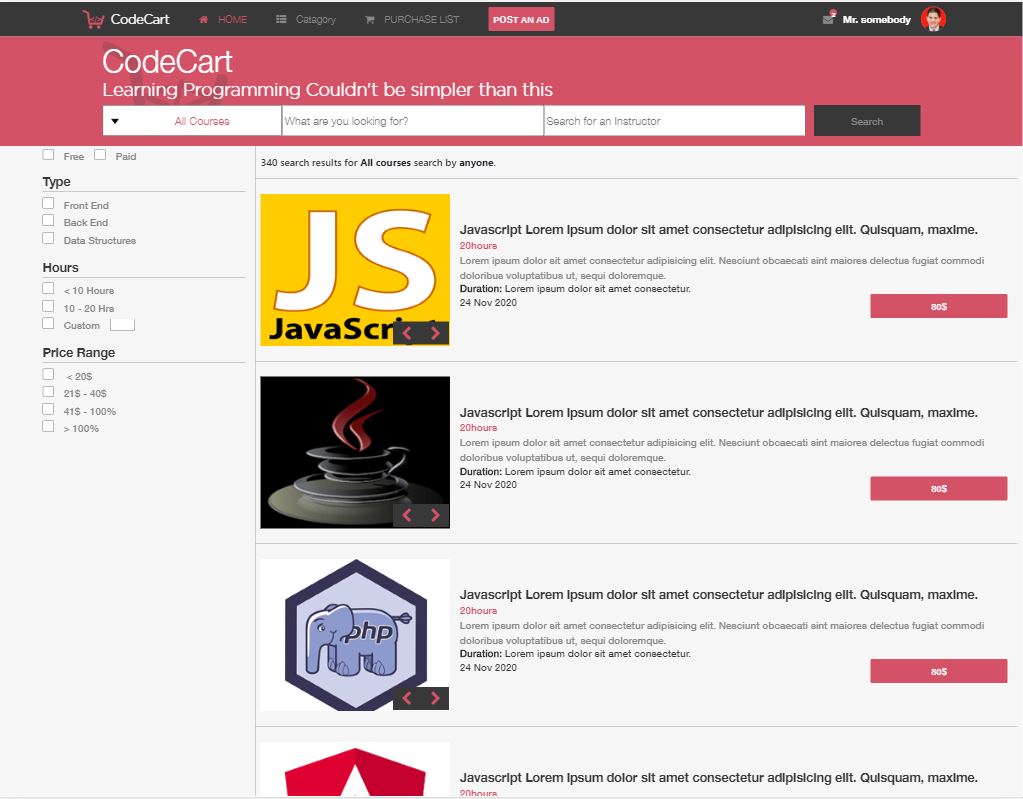 CodeCart HOME Catagory PURCHASE LIST POST AN AD Mr. somebody
CodeCart
Learning Programming Couldn't be simpler than this
All Courses What are you looking for? Search for an Instructor Search
Free Paid
Type
Front End
Back End
Data Structures
Hours
< 10 Hours
10 - 20 Hrs
Custom
Price Range
< 20$
21$ - 40$
41$ - 100%
> 100%
340 search results for All courses search by anyone.
JS
JavaScript
Javascript Lorem ipsum dolor sit amet consectetur adipisicing elit. Quisquam, maxime.
20hours
Lorem ipsum dolor sit amet consectetur adipisicing elit. Nesciunt obcaecati sint maiores delectus fugiat commodi
doloribus voluptatibus ut, sequi doloremque.
Duration: Lorem ipsum dolor sit amet consectetur.
24 Nov 2020
80$
Javascript Lorem ipsum dolor sit amet consectetur adipisicing elit. Quisquam, maxime.
20hours
Lorem ipsum dolor sit amet consectetur adipisicing elit. Nesciunt obcaecati sint maiores delectus fugiat commodi
doloribus voluptatibus ut, sequi doloremque.
Duration: Lorem ipsum dolor sit amet consectetur.
24 Nov 2020
80$
php
Javascript Lorem ipsum dolor sit amet consectetur adipisicing elit. Quisquam, maxime.
20hours
Lorem ipsum dolor sit amet consectetur adipisicing elit. Nesciunt obcaecati sint maiores delectus fugiat commodi
doloribus voluptatibus ut, sequi doloremque.
Duration: Lorem ipsum dolor sit amet consectetur.
24 Nov 2020
80$
Javascript Lorem ipsum dolor sit amet consectetur adipisicing elit. Quisquam, maxime.
20hours